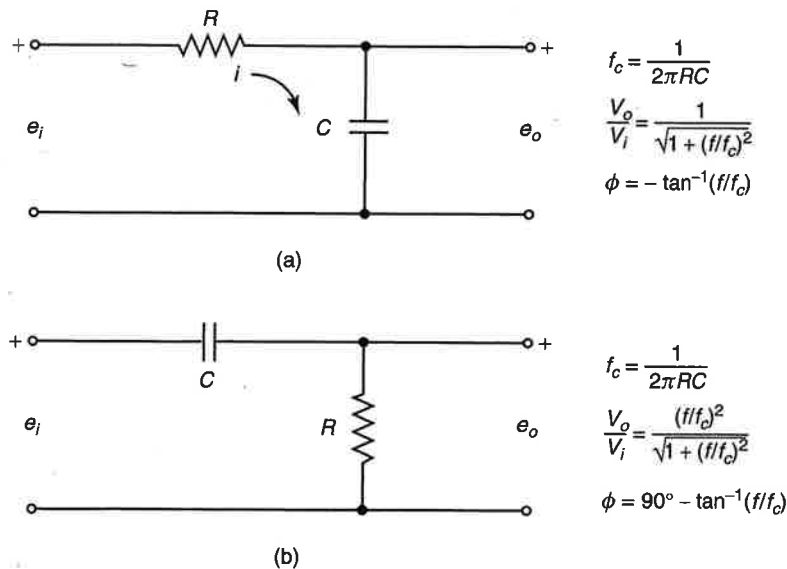 R
+ +
i
e_i C e_o
f_c = 1/(2πRC)
V_o/V_i = 1/√(1 + (f/f_c)²)
ϕ = – tan⁻¹(f/f_c)
(a)
+ +
C
e_i R e_o
f_c = 1/(2πRC)
V_o/V_i = (f/f_c)²/√(1 + (f/f_c)²)
ϕ = 90° – tan⁻¹(f/f_c)
(b)